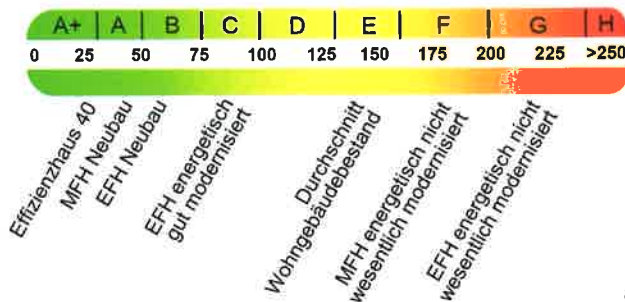 A+ A B C D E F G H
0 25 50 75 100 125 150 175 200 225 >250
Effizienzhaus 40
MFH Neubau
EFH Neubau
EFH energetisch
gut modernisiert
Durchschnitt
Wohngebäudebestand
MFH energetisch nicht
wesentlich modernisiert
EFH energetisch nicht
wesentlich modernisiert